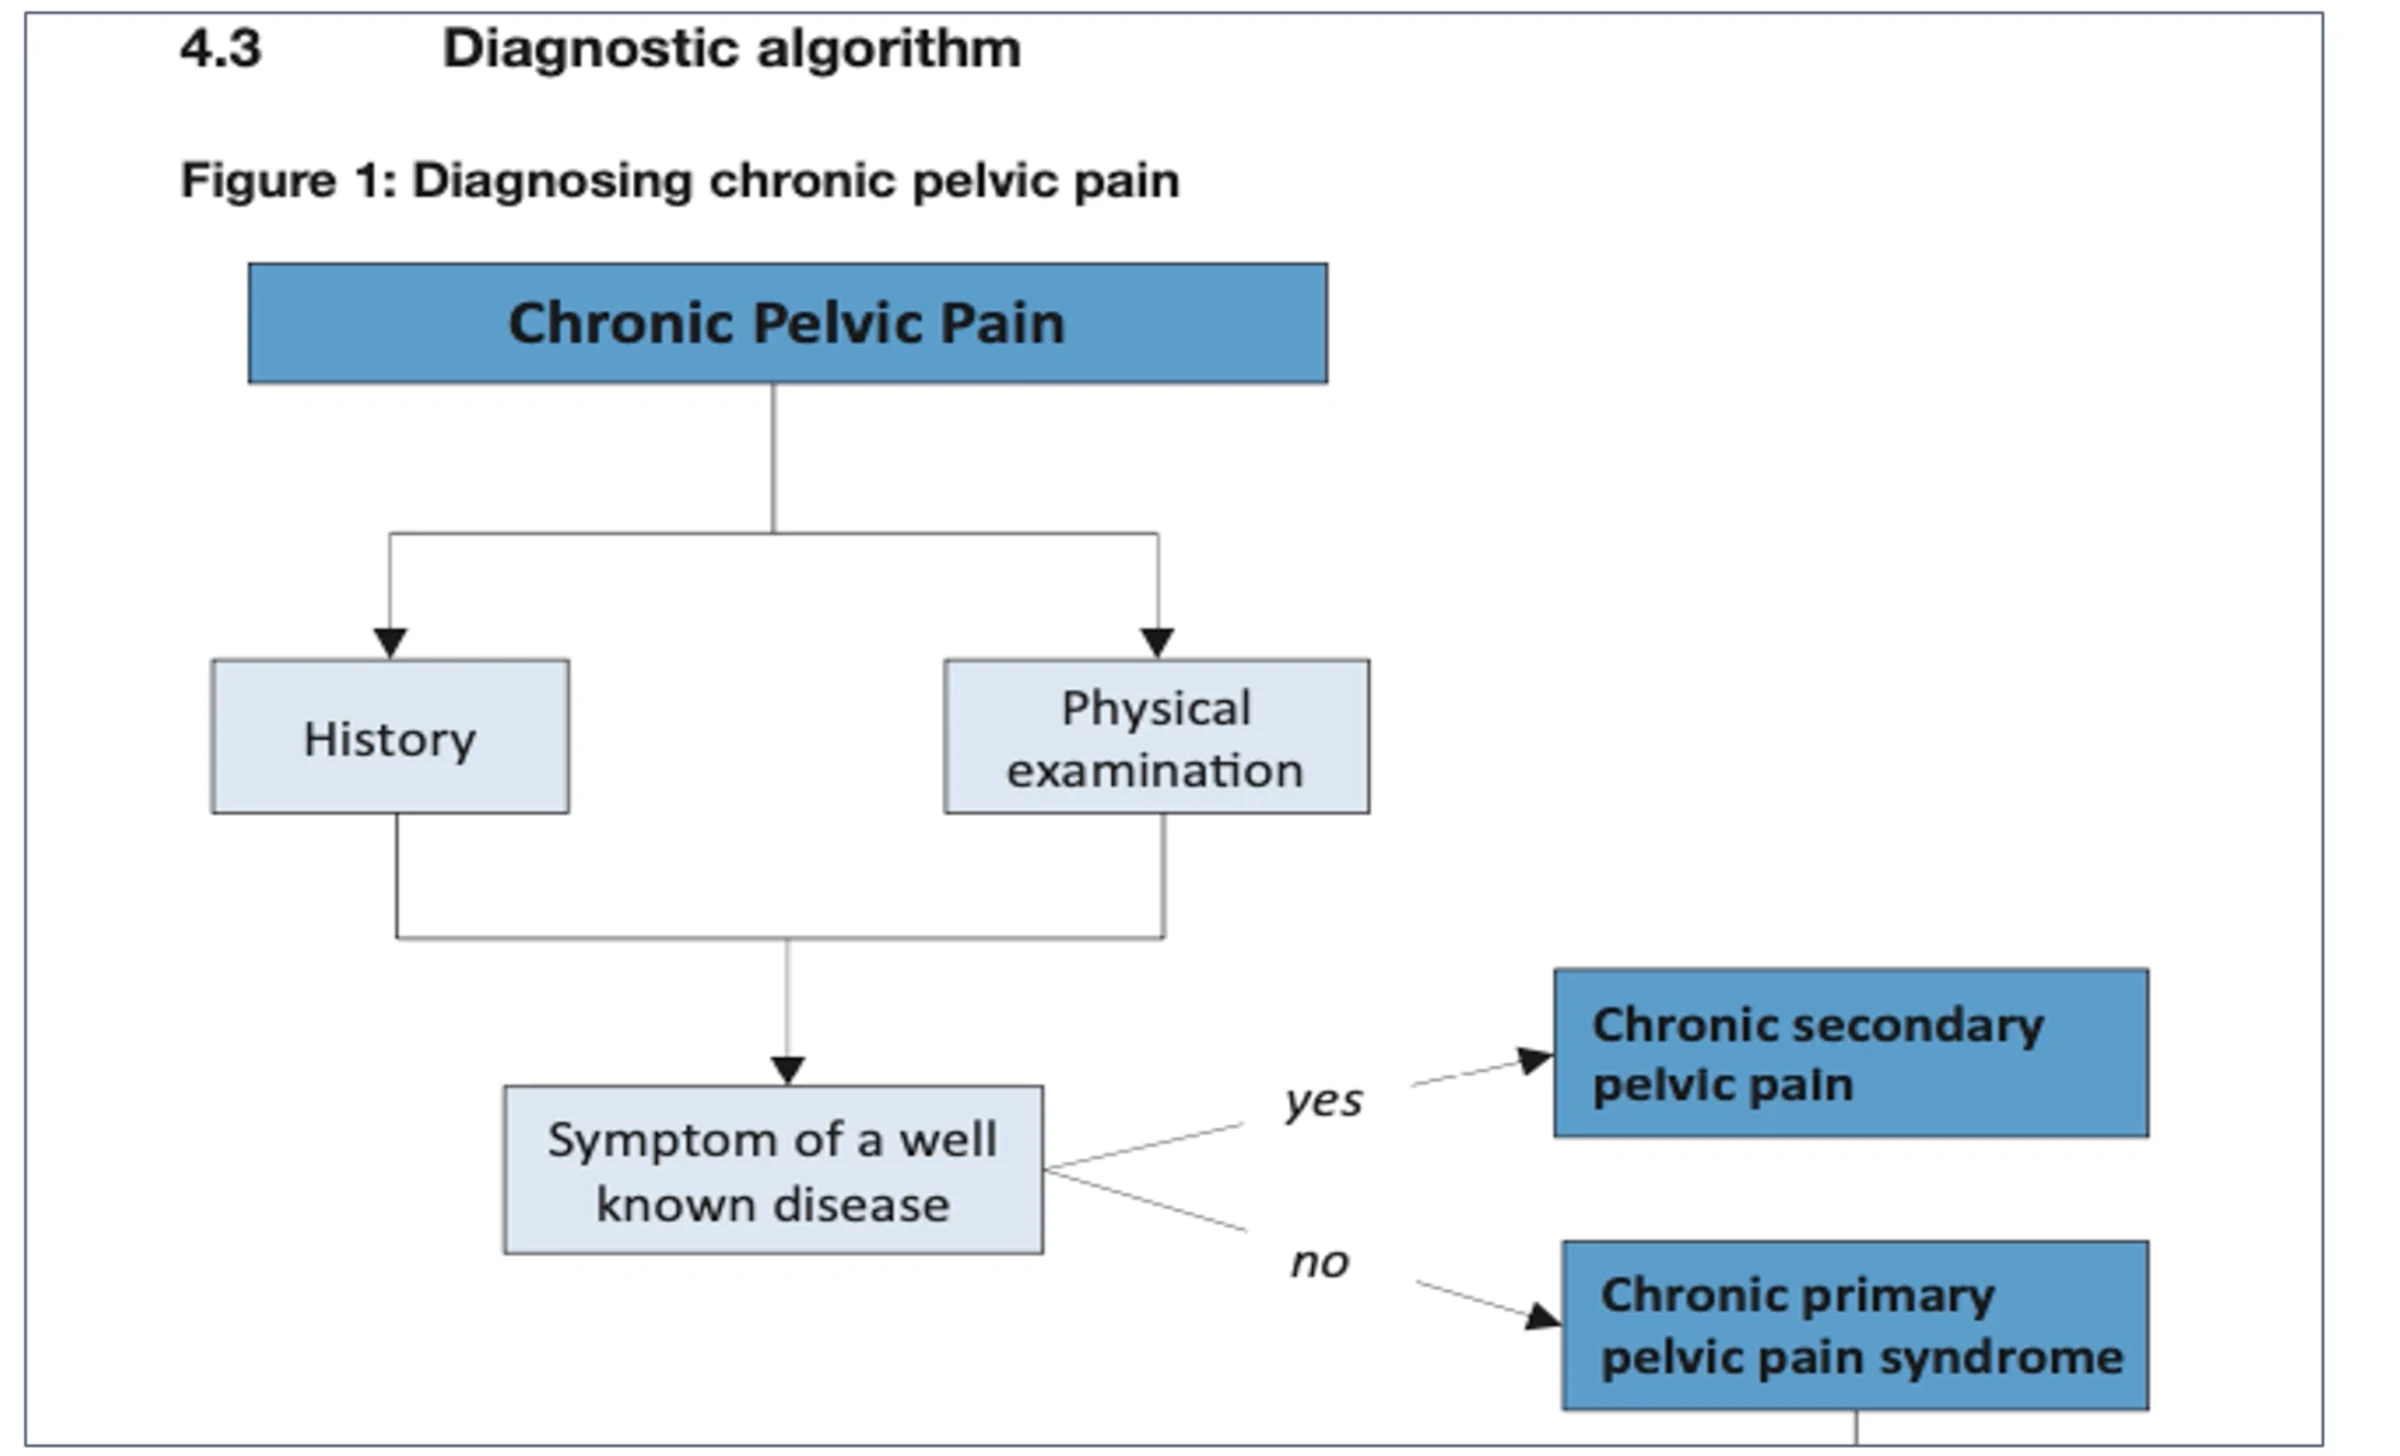 4.3 Diagnostic algorithm
Figure 1: Diagnosing chronic pelvic pain
Chronic Pelvic Pain
History
Physical
examination
Symptom of a well
known disease
yes
no
Chronic secondary
pelvic pain
Chronic primary
pelvic pain syndrome